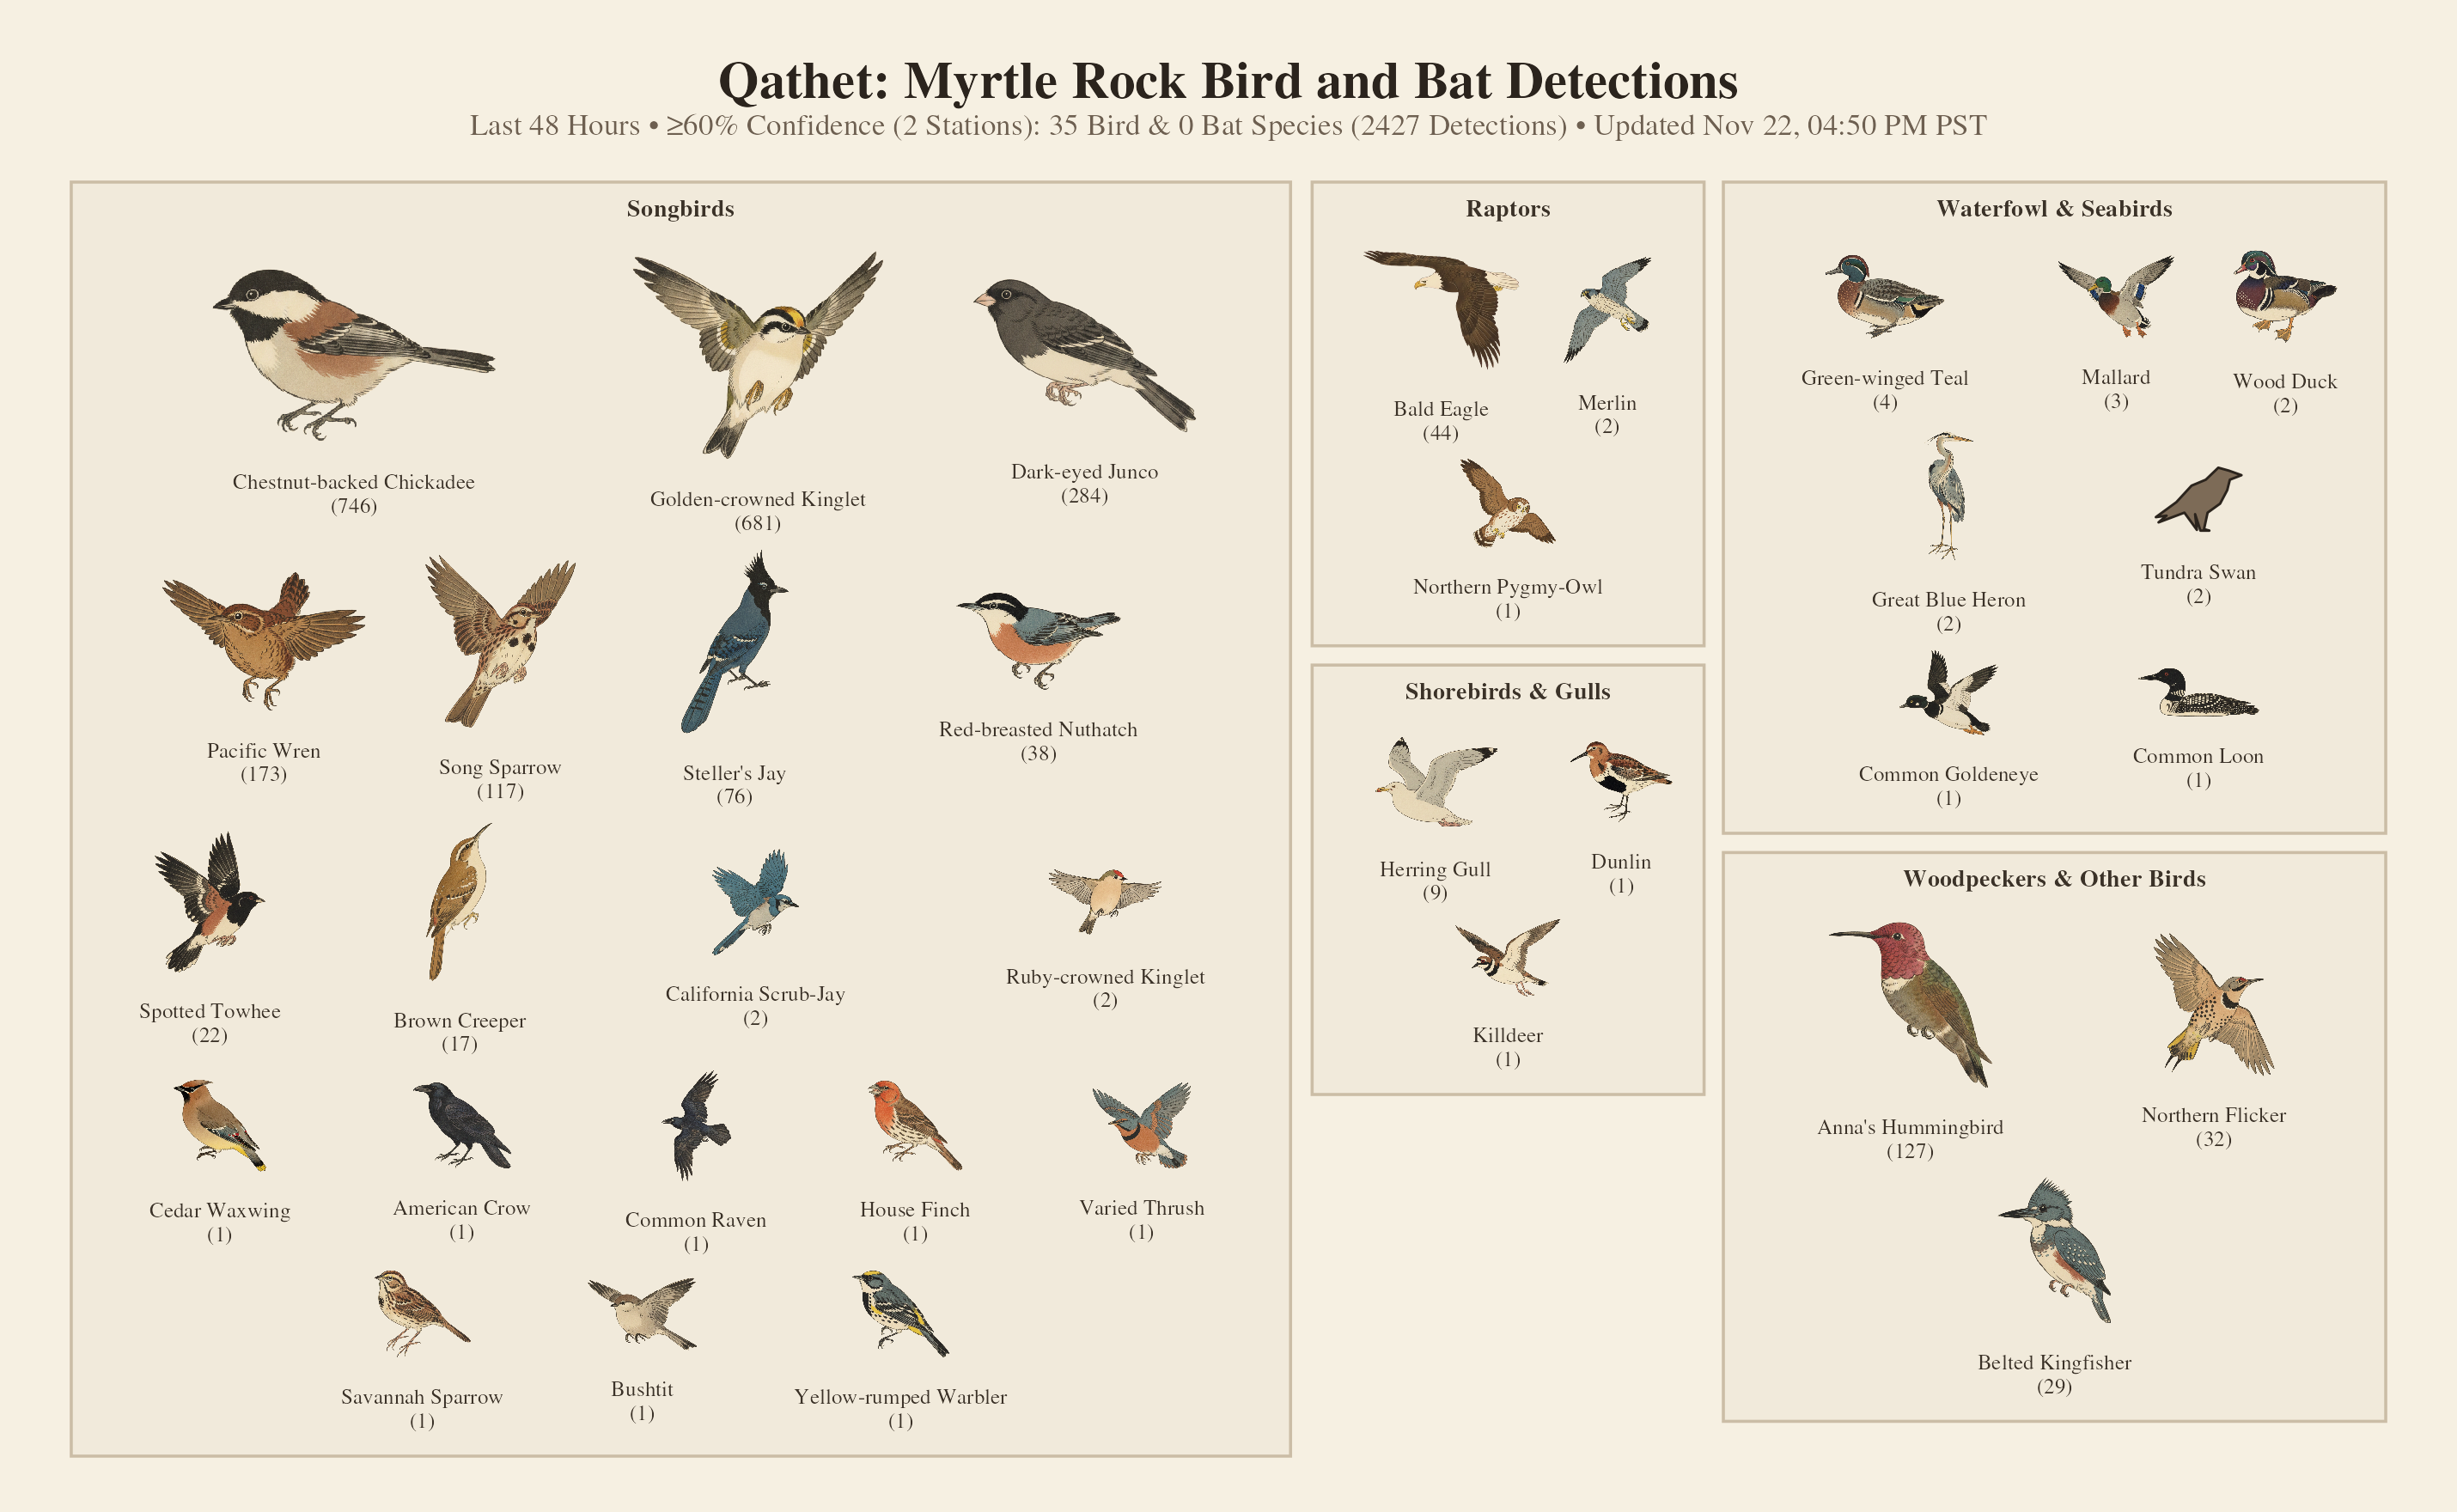 Qathet: Myrtle Rock Bird and Bat Detections
Last 48 Hours • ≥60% Confidence (2 Stations): 35 Bird & 0 Bat Species (2427 Detections) • Updated Nov 22, 04:50 PM PST
Songbirds
Chestnut-backed Chickadee
(746)
Golden-crowned Kinglet
(681)
Dark-eyed Junco
(284)
Pacific Wren
(173)
Song Sparrow
(117)
Steller's Jay
(76)
Red-breasted Nuthatch
(38)
Spotted Towhee
(22)
Brown Creeper
(17)
California Scrub-Jay
(2)
Ruby-crowned Kinglet
(2)
Cedar Waxwing
(1)
American Crow
(1)
Common Raven
(1)
House Finch
(1)
Varied Thrush
(1)
Savannah Sparrow
(1)
Bushtit
(1)
Yellow-rumped Warbler
(1)
Raptors
Bald Eagle
(44)
Merlin
(2)
Northern Pygmy-Owl
(1)
Shorebirds & Gulls
Herring Gull
(9)
Dunlin
(1)
Killdeer
(1)
Waterfowl & Seabirds
Green-winged Teal
(4)
Mallard
(3)
Wood Duck
(2)
Great Blue Heron
(2)
Tundra Swan
(2)
Common Goldeneye
(1)
Common Loon
(1)
Woodpeckers & Other Birds
Anna's Hummingbird
(127)
Northern Flicker
(32)
Belted Kingfisher
(29)